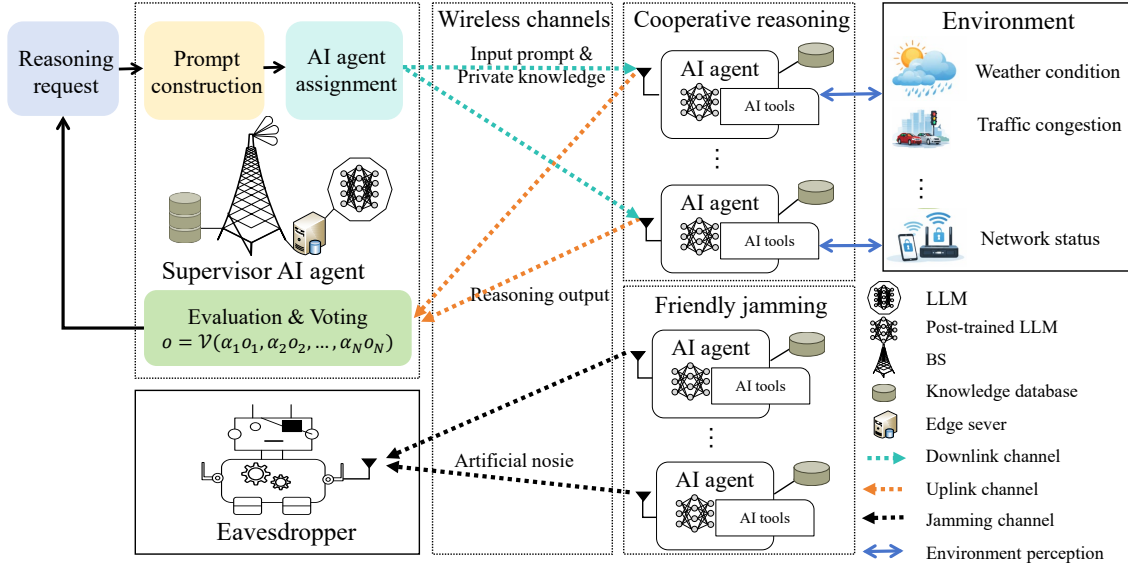 Reasoning
request
Prompt
construction
AI agent
assignment
Supervisor AI agent
Evaluation & Voting
o = 𝒱(α₁o₁, α₂o₂, ..., α_N o_N)
Eavesdropper
Wireless channels
Input prompt &
Private knowledge
Reasoning output
Artificial nosie
Cooperative reasoning
AI agent
AI tools
⋮
AI agent
AI tools
Friendly jamming
AI agent
AI tools
⋮
AI agent
AI tools
Environment
Weather condition
Traffic congestion
⋮
Network status
LLM
Post-trained LLM
BS
Knowledge database
Edge sever
Downlink channel
Uplink channel
Jamming channel
Environment perception